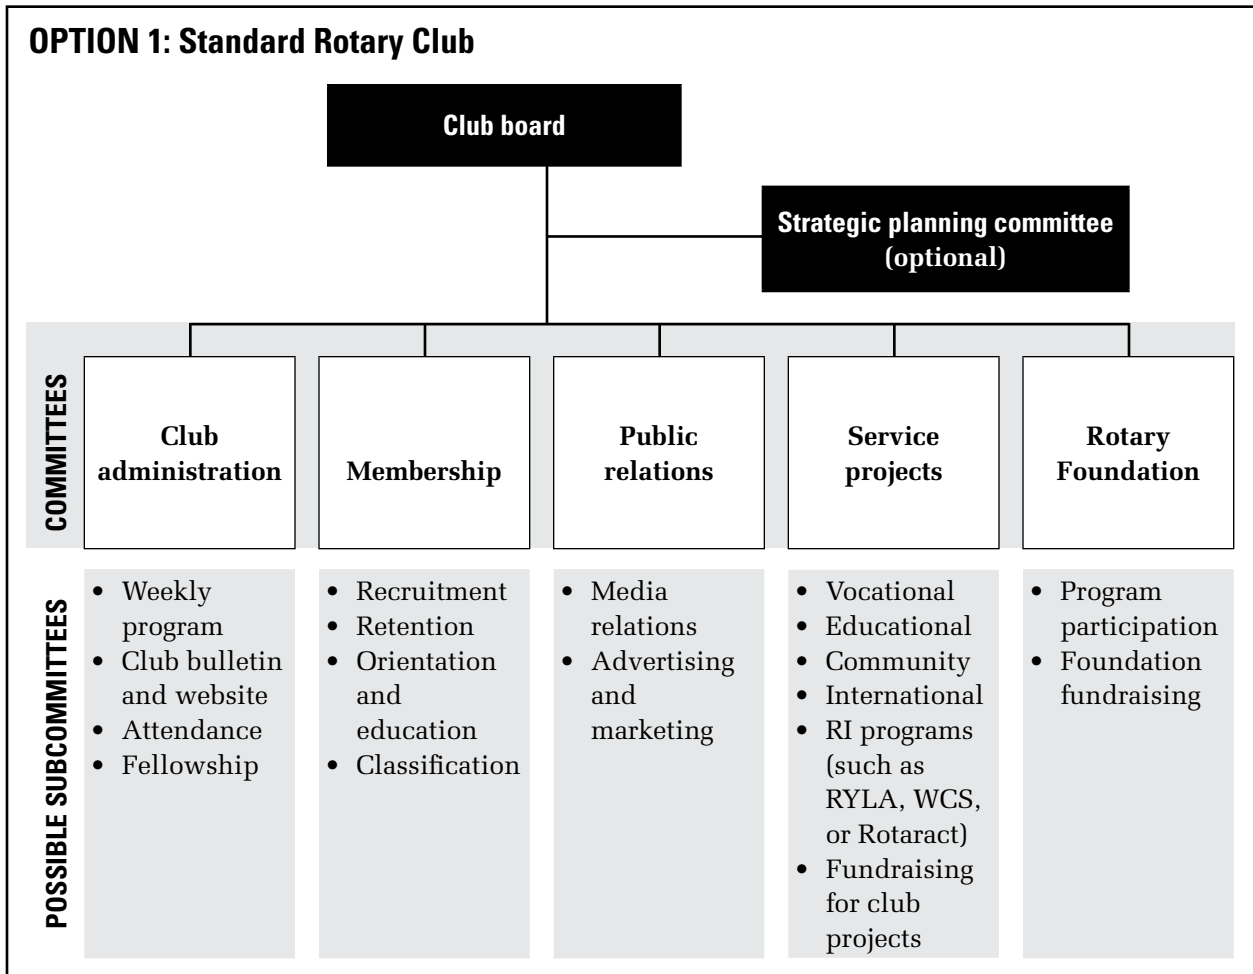 OPTION 1: Standard Rotary Club
Club board
Strategic planning committee
(optional)
COMMITTEES
Club
administration
Membership
Public
relations
Service
projects
Rotary
Foundation
POSSIBLE SUBCOMMITTEES
• Weekly
program
• Club bulletin
and website
• Attendance
• Fellowship
• Recruitment
• Retention
• Orientation
and
education
• Classification
• Media
relations
• Advertising
and
marketing
• Vocational
• Educational
• Community
• International
• RI programs
(such as
RYLA, WCS,
or Rotaract)
• Fundraising
for club
projects
• Program
participation
• Foundation
fundraising